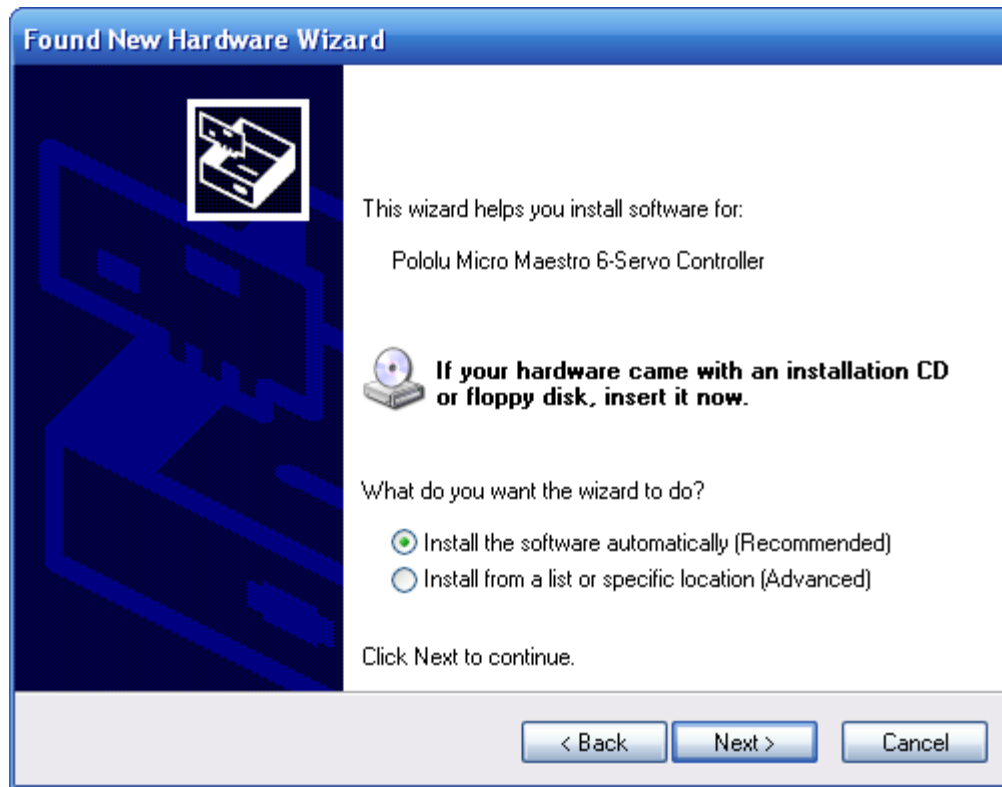 Found New Hardware Wizard
This wizard helps you install software for:
Pololu Micro Maestro 6-Servo Controller
If your hardware came with an installation CD
or floppy disk, insert it now.
What do you want the wizard to do?
Install the software automatically (Recommended)
Install from a list or specific location (Advanced)
Click Next to continue.
< Back Next > Cancel